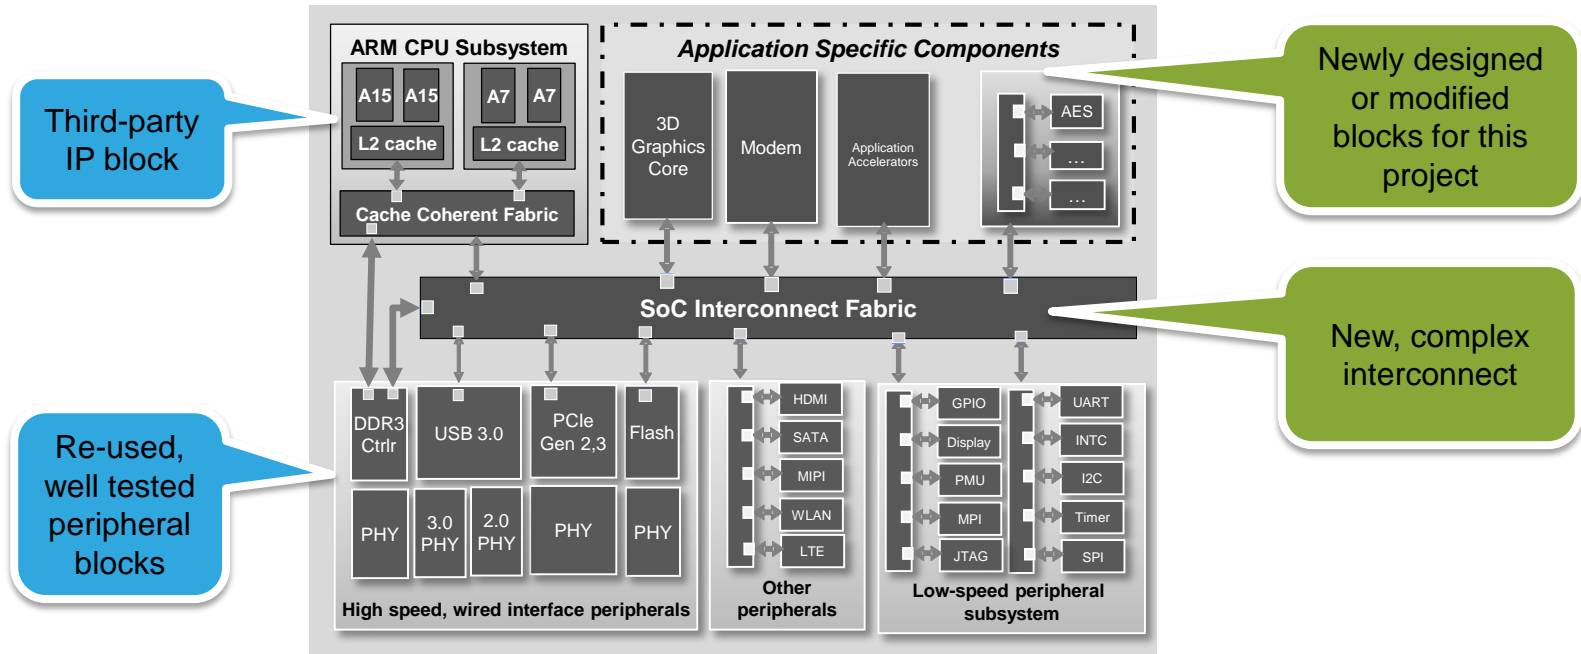 ARM CPU Subsystem
A15
A15
A7
A7
L2 cache
L2 cache
Cache Coherent Fabric
Application Specific Components
3D
Graphics
Core
Modem
Application
Accelerators
AES
...
...
Third-party
IP block
Newly designed
or modified
blocks for this
project
SoC Interconnect Fabric
New, complex
interconnect
Re-used,
well tested
peripheral
blocks
DDR3
Ctrlr
USB 3.0
PCIe
Gen 2,3
Flash
PHY
3.0
PHY
2.0
PHY
PHY
PHY
High speed, wired interface peripherals
HDMI
SATA
MIPI
WLAN
LTE
Other
peripherals
GPIO
Display
PMU
MPI
JTAG
UART
INTC
I2C
Timer
SPI
Low-speed peripheral
subsystem